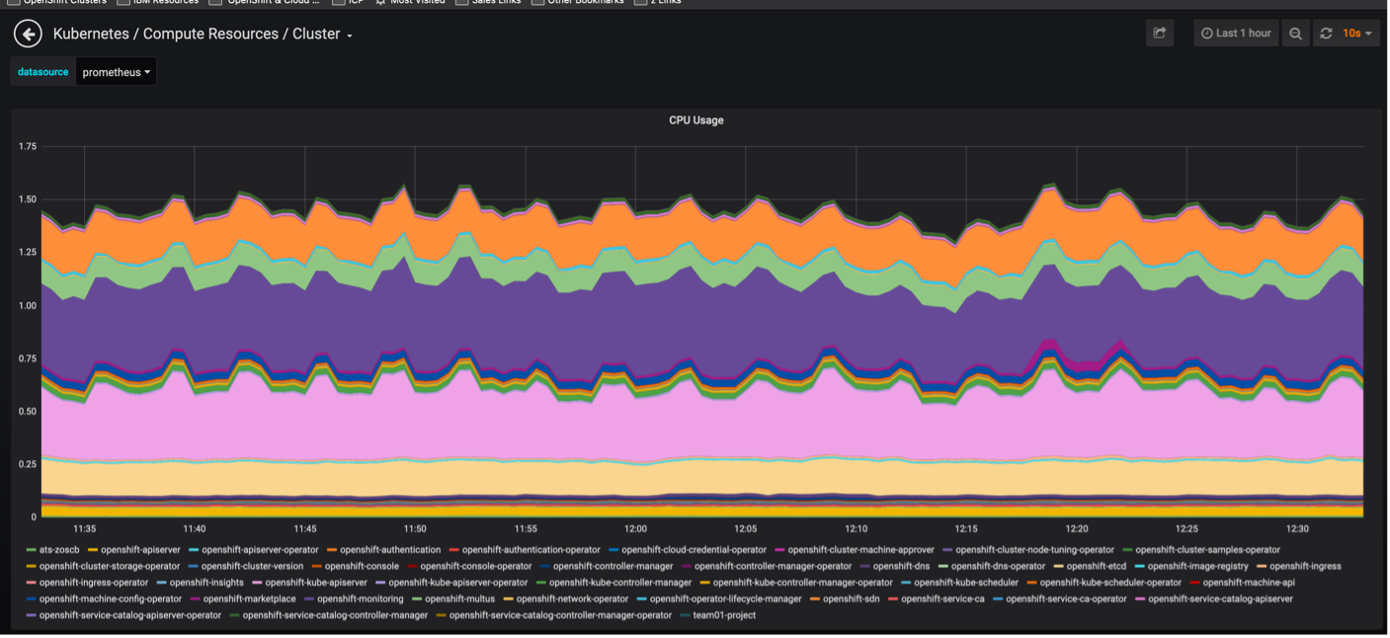 OpenShift Clusters IBM Resources OpenShift & Cloud ... ICP Most Visited Sales Links Other Bookmarks 2 Links
Kubernetes / Compute Resources / Cluster
Last 1 hour 10s
datasource prometheus
CPU Usage
1.75
1.50
1.25
1.00
0.75
0.50
0.25
0
11:35 11:40 11:45 11:50 11:55 12:00 12:05 12:10 12:15 12:20 12:25 12:30
ats-zoscb openshift-apiserver openshift-apiserver-operator openshift-authentication openshift-authentication-operator openshift-cloud-credential-operator openshift-cluster-machine-approver openshift-cluster-node-tuning-operator openshift-cluster-samples-operator
openshift-cluster-storage-operator openshift-cluster-version openshift-console openshift-console-operator openshift-controller-manager openshift-controller-manager-operator openshift-dns openshift-dns-operator openshift-etcd openshift-image-registry openshift-ingress
openshift-ingress-operator openshift-insights openshift-kube-apiserver openshift-kube-apiserver-operator openshift-kube-controller-manager openshift-kube-controller-manager-operator openshift-kube-scheduler openshift-kube-scheduler-operator openshift-machine-api
openshift-machine-config-operator openshift-marketplace openshift-monitoring openshift-multus openshift-network-operator openshift-operator-lifecycle-manager openshift-sdn openshift-service-ca openshift-service-ca-operator openshift-service-catalog-apiserver
openshift-service-catalog-apiserver-operator openshift-service-catalog-controller-manager openshift-service-catalog-controller-manager-operator team01-project